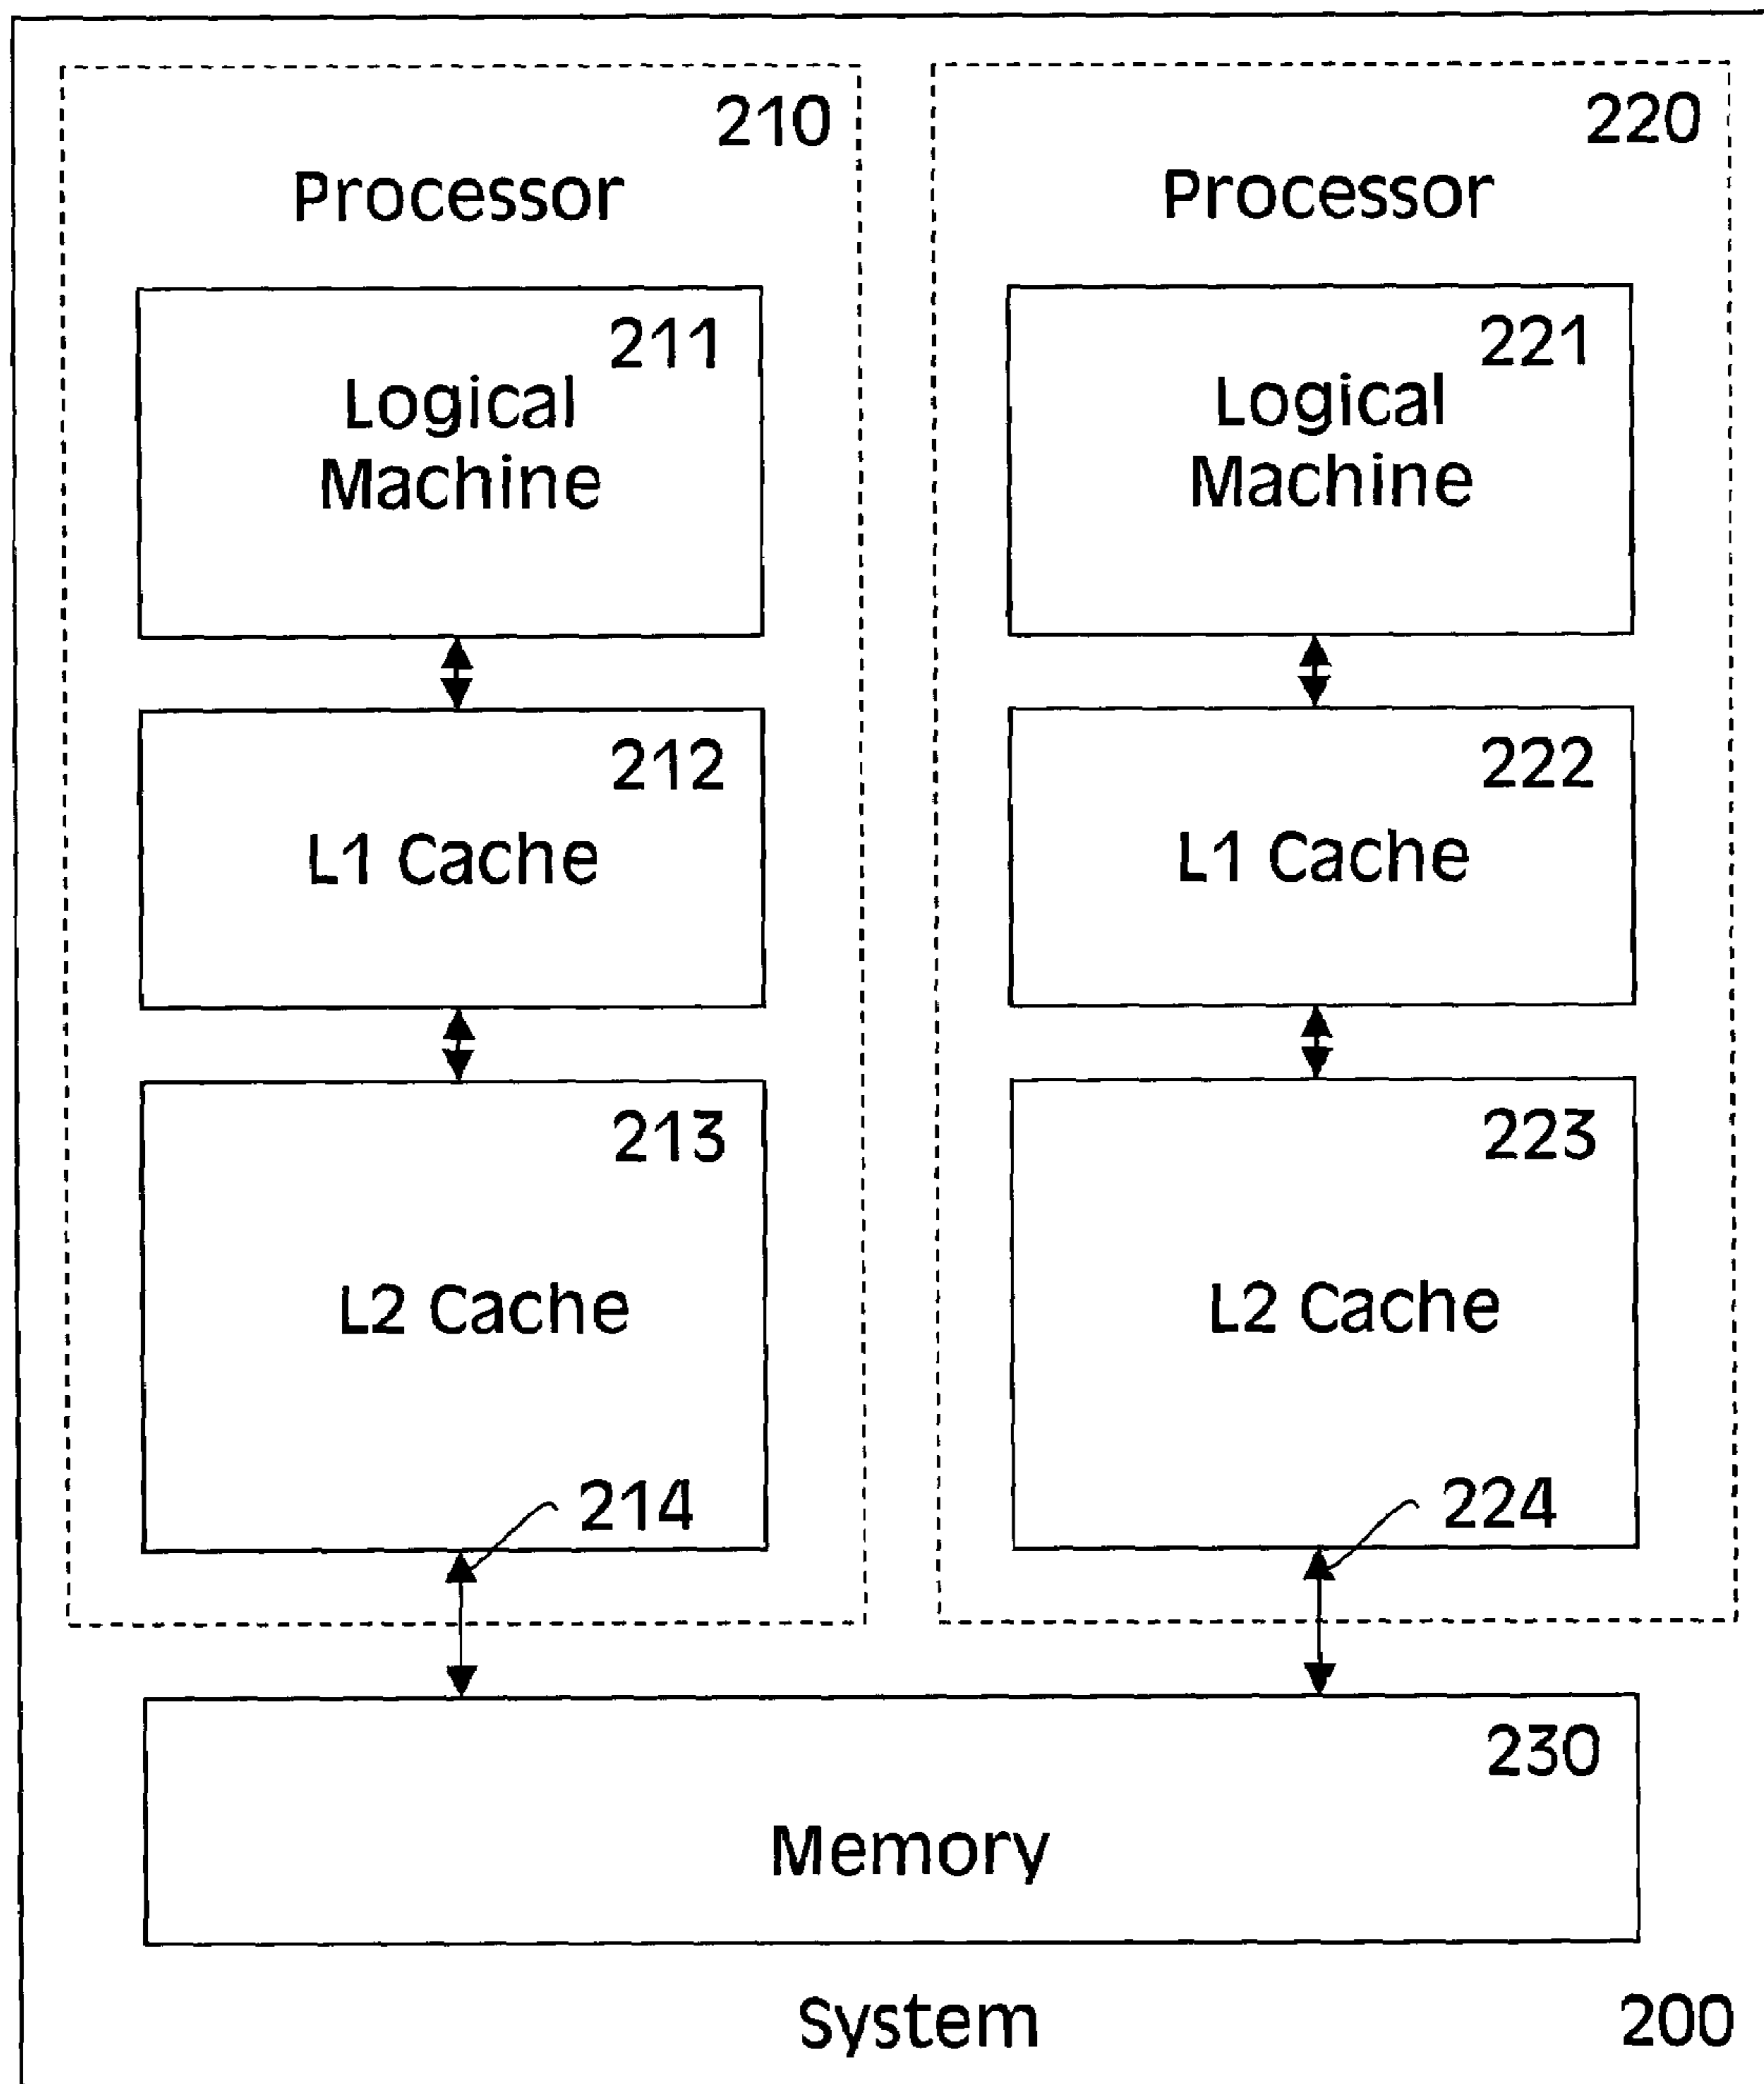 210
Processor
211
Logical
Machine
212
L1 Cache
213
L2 Cache
214
220
Processor
221
Logical
Machine
222
L1 Cache
223
L2 Cache
224
230
Memory
System
200